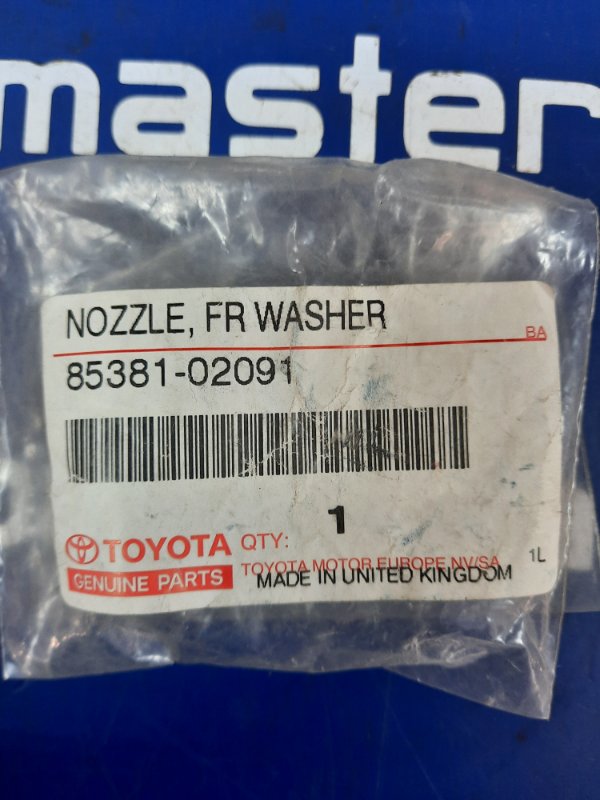 master
NOZZLE, FR WASHER
BA
85381-02091
1
TOYOTA QTY:
GENUINE PARTS TOYOTA MOTOR EUROPE NV/SA
MADE IN UNITED KINGDOM 1L